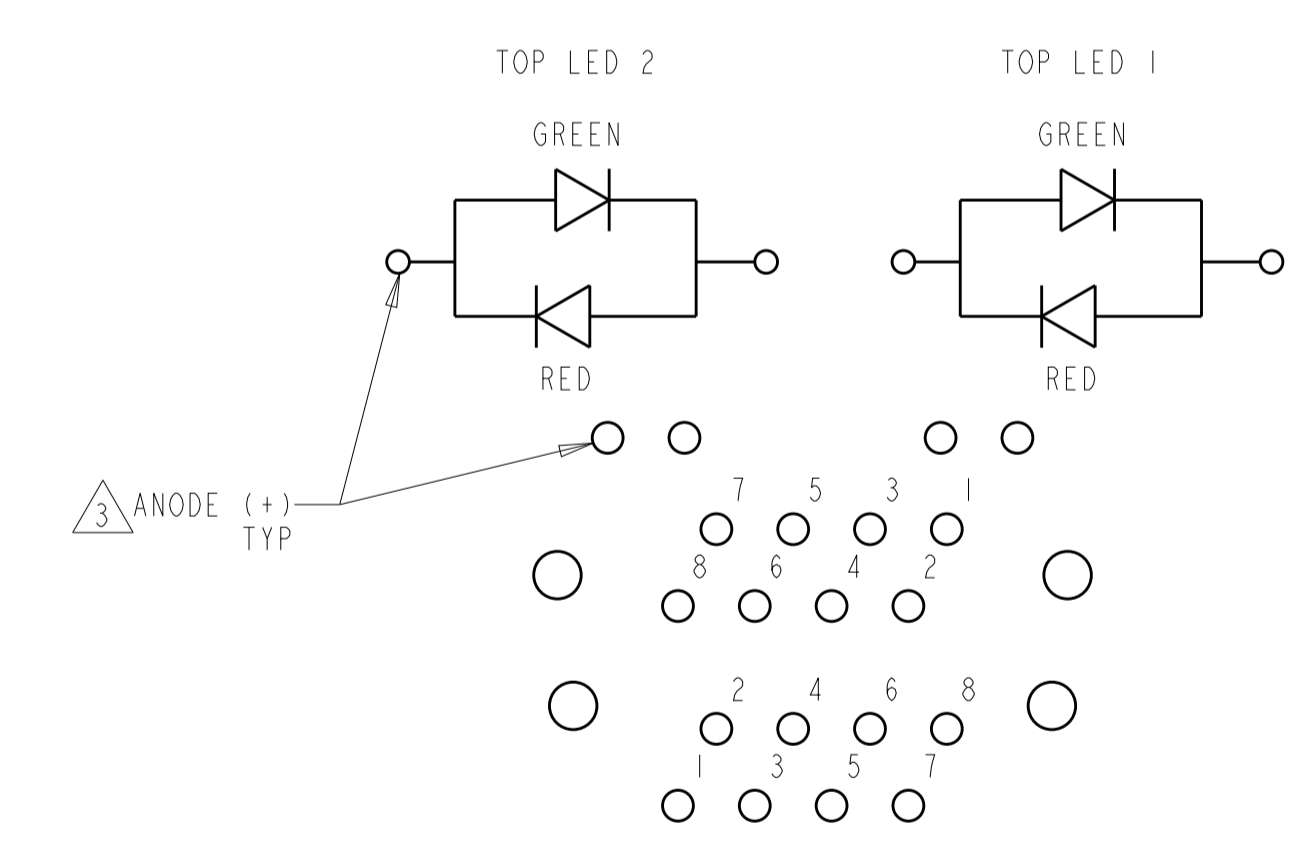 TOP LED 2
TOP LED 1
GREEN
GREEN
RED
RED
3 ANODE (+)
TYP
7 5 3 1
8 6 4 2
2 4 6 8
1 3 5 7